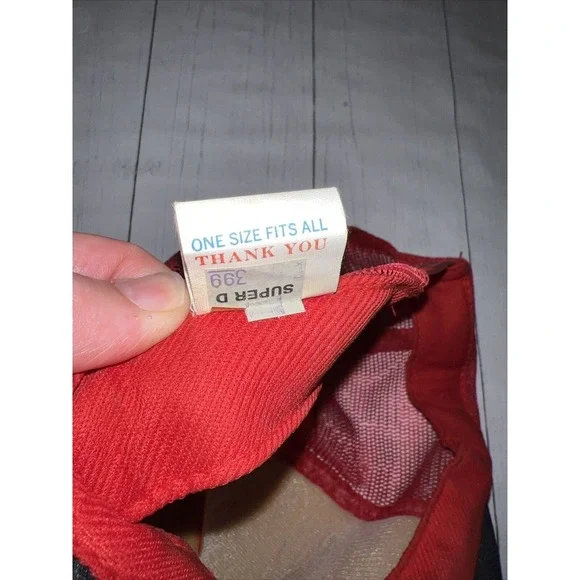 ONE SIZE FITS ALL
THANK YOU
SUPER D
399